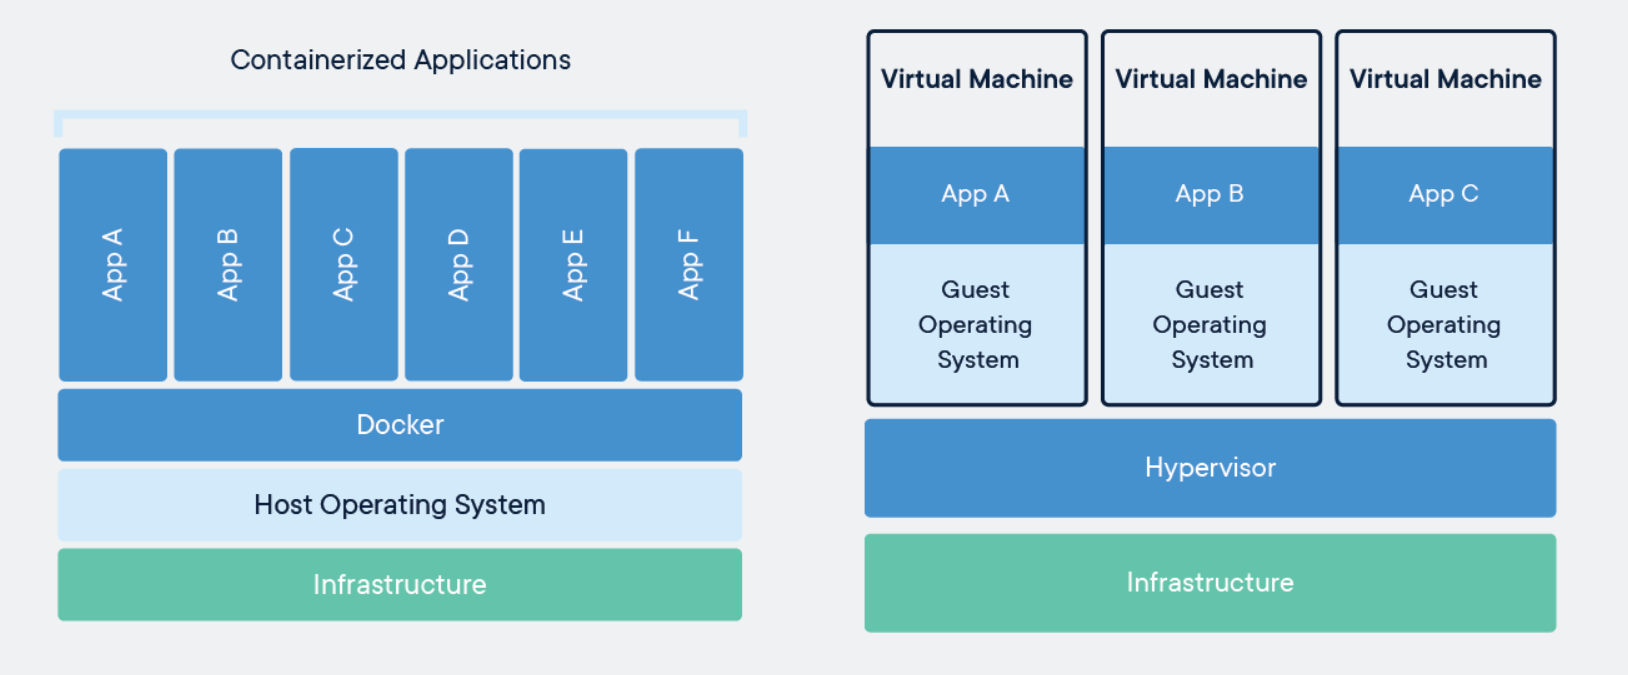 Containerized Applications
App A
App B
App C
App D
App E
App F
Docker
Host Operating System
Infrastructure
Virtual Machine
App A
Guest
Operating
System
Virtual Machine
App B
Guest
Operating
System
Virtual Machine
App C
Guest
Operating
System
Hypervisor
Infrastructure